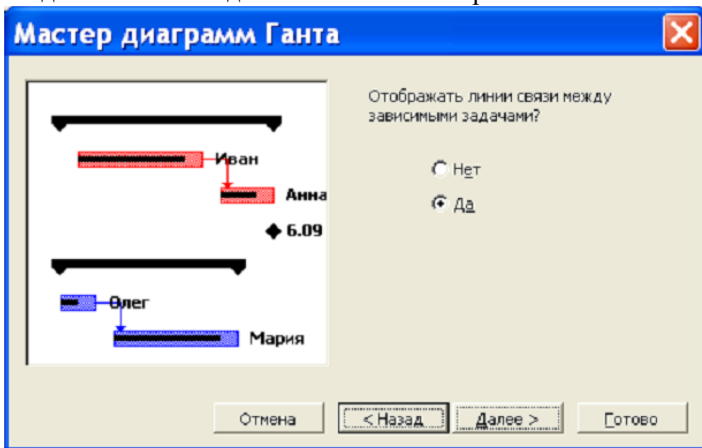 Мастер диаграмм Ганта
Отображать линии связи между
зависимыми задачами?
Нет
Да
Иван
Анна
6.09
Олег
Мария
Отмена
< Назад
Далее >
Готово